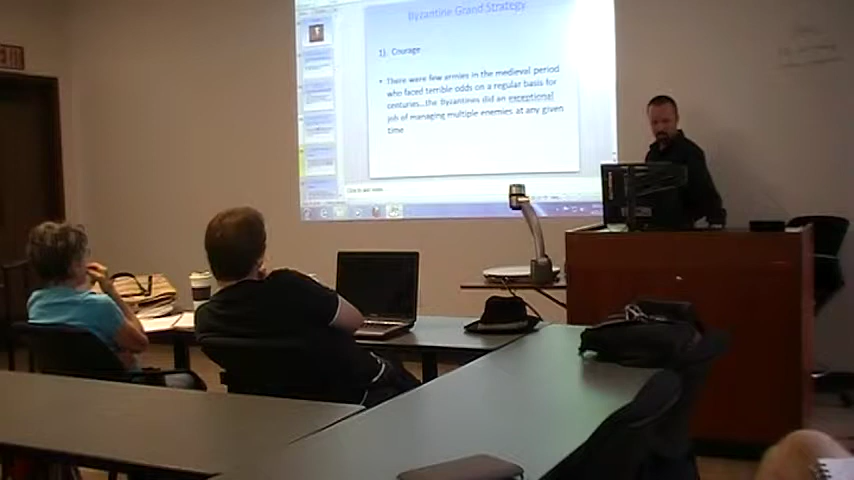 Byzantine Grand Strategy
1). Courage
• There were few armies in the medieval period
who faced terrible odds on a regular basis for
centuries...the Byzantines did an exceptional
job of managing multiple enemies at any given
time